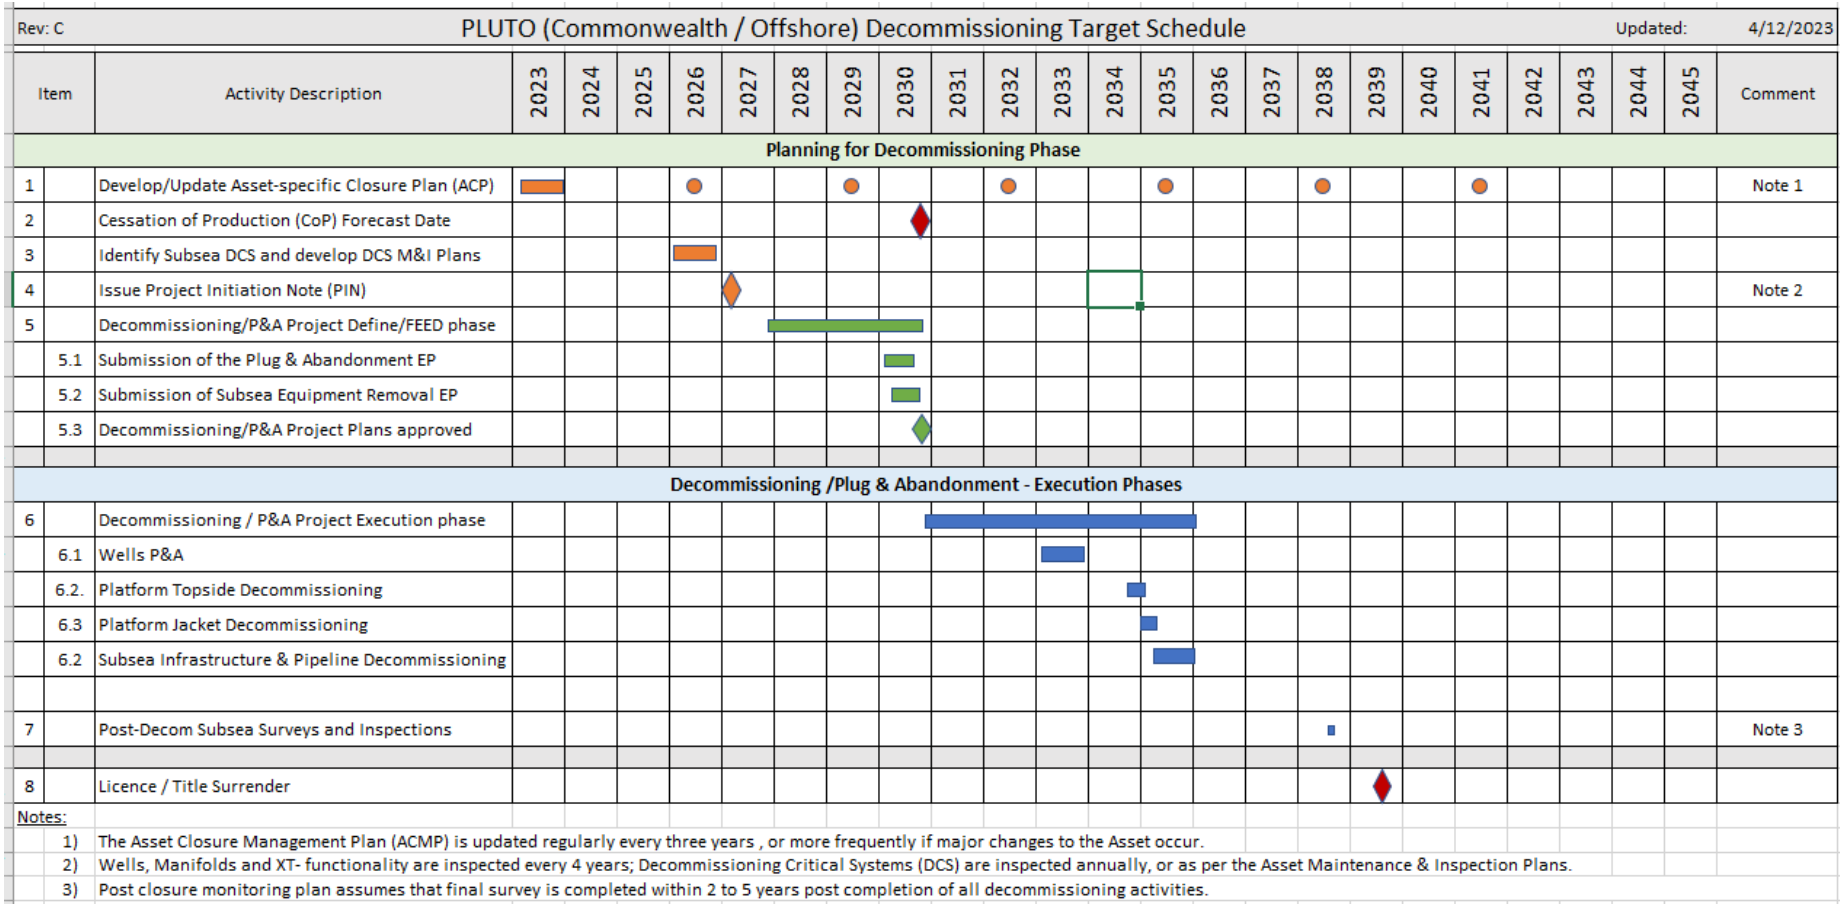 Rev: C PLUTO (Commonwealth / Offshore) Decommissioning Target Schedule Updated: 4/12/2023
Item Activity Description 2023 2024 2025 2026 2027 2028 2029 2030 2031 2032 2033 2034 2035 2036 2037 2038 2039 2040 2041 2042 2043 2044 2045 Comment
Planning for Decommissioning Phase
1 Develop/Update Asset-specific Closure Plan (ACP) Note 1
2 Cessation of Production (CoP) Forecast Date
3 Identify Subsea DCS and develop DCS M&I Plans
4 Issue Project Initiation Note (PIN) Note 2
5 Decommissioning/P&A Project Define/FEED phase
5.1 Submission of the Plug & Abandonment EP
5.2 Submission of Subsea Equipment Removal EP
5.3 Decommissioning/P&A Project Plans approved
Decommissioning /Plug & Abandonment - Execution Phases
6 Decommissioning / P&A Project Execution phase
6.1 Wells P&A
6.2. Platform Topside Decommissioning
6.3 Platform Jacket Decommissioning
6.2 Subsea Infrastructure & Pipeline Decommissioning
7 Post-Decom Subsea Surveys and Inspections Note 3
8 Licence / Title Surrender
Notes:
1) The Asset Closure Management Plan (ACMP) is updated regularly every three years , or more frequently if major changes to the Asset occur.
2) Wells, Manifolds and XT- functionality are inspected every 4 years; Decommissioning Critical Systems (DCS) are inspected annually, or as per the Asset Maintenance & Inspection Plans.
3) Post closure monitoring plan assumes that final survey is completed within 2 to 5 years post completion of all decommissioning activities.